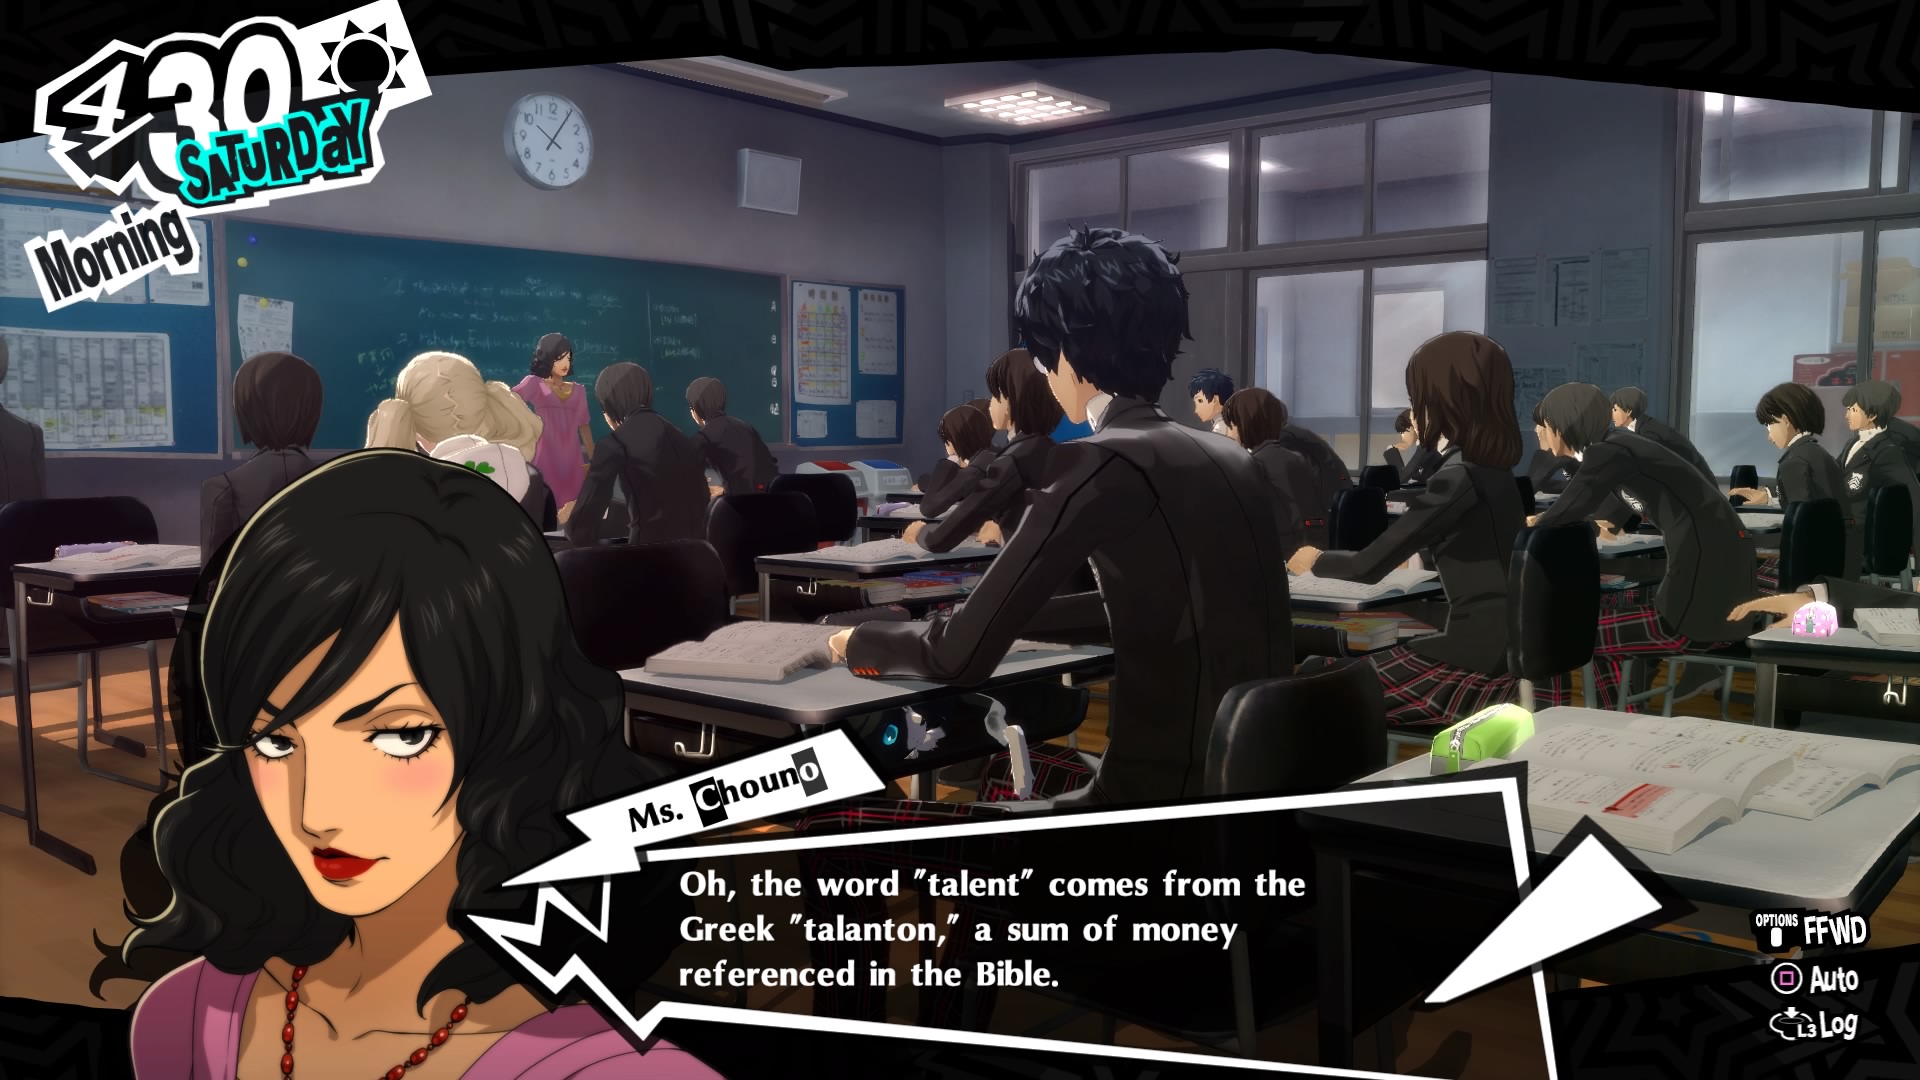 4 30
SATURDAY
Morning
Ms. Chouno
Oh, the word "talent" comes from the
Greek "talanton," a sum of money
referenced in the Bible.
OPTIONS FFWD
Auto
L3 Log